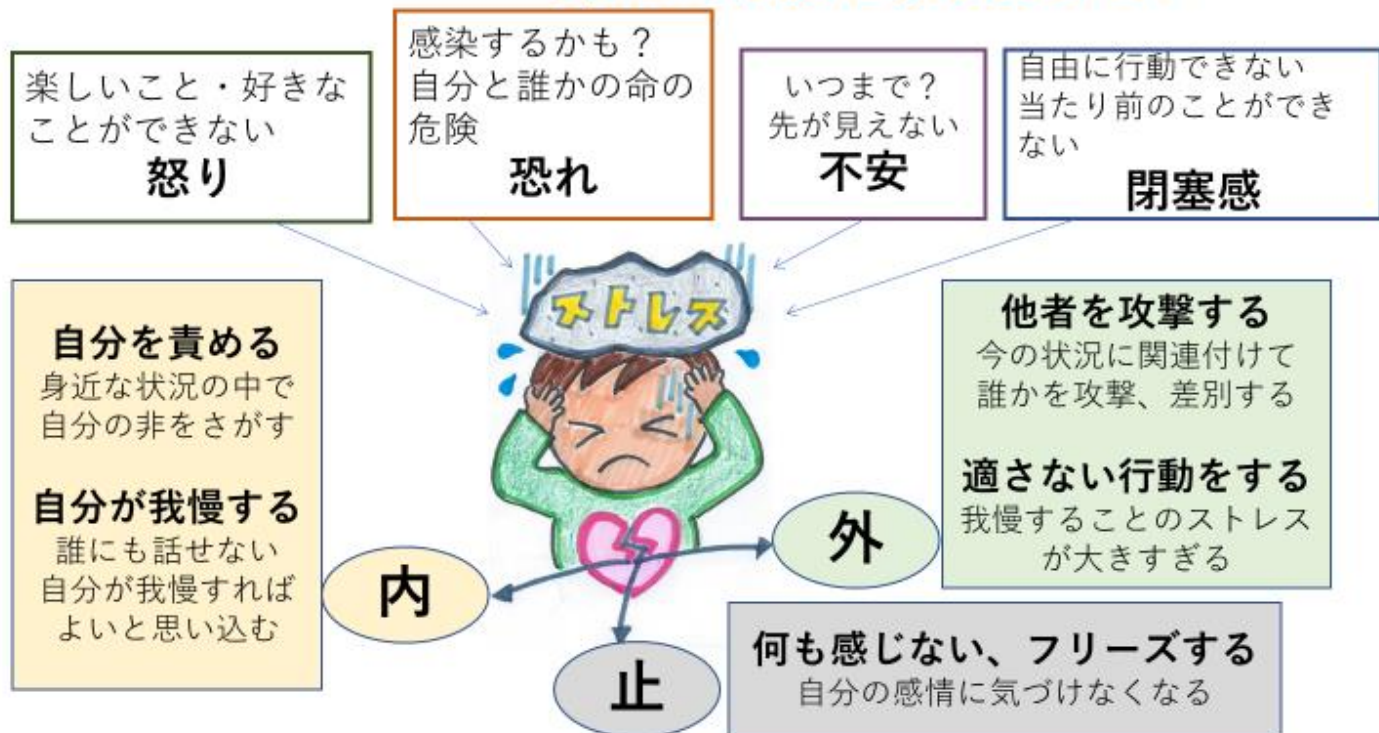 楽しいこと・好きな
ことができない
怒り
感染するかも？
自分と誰かの命の
危険
恐れ
いつまで？
先が見えない
不安
自由に行動できない
当たり前のことができ
ない
閉塞感
ストレス
自分を責める
身近な状況の中で
自分の非をさがす
自分が我慢する
誰にも話せない
自分が我慢すれば
よいと思い込む
内
他者を攻撃する
今の状況に関連付けて
誰かを攻撃、差別する
適さない行動をする
我慢することのストレス
が大きすぎる
外
止
何も感じない、フリーズする
自分の感情に気づけなくなる